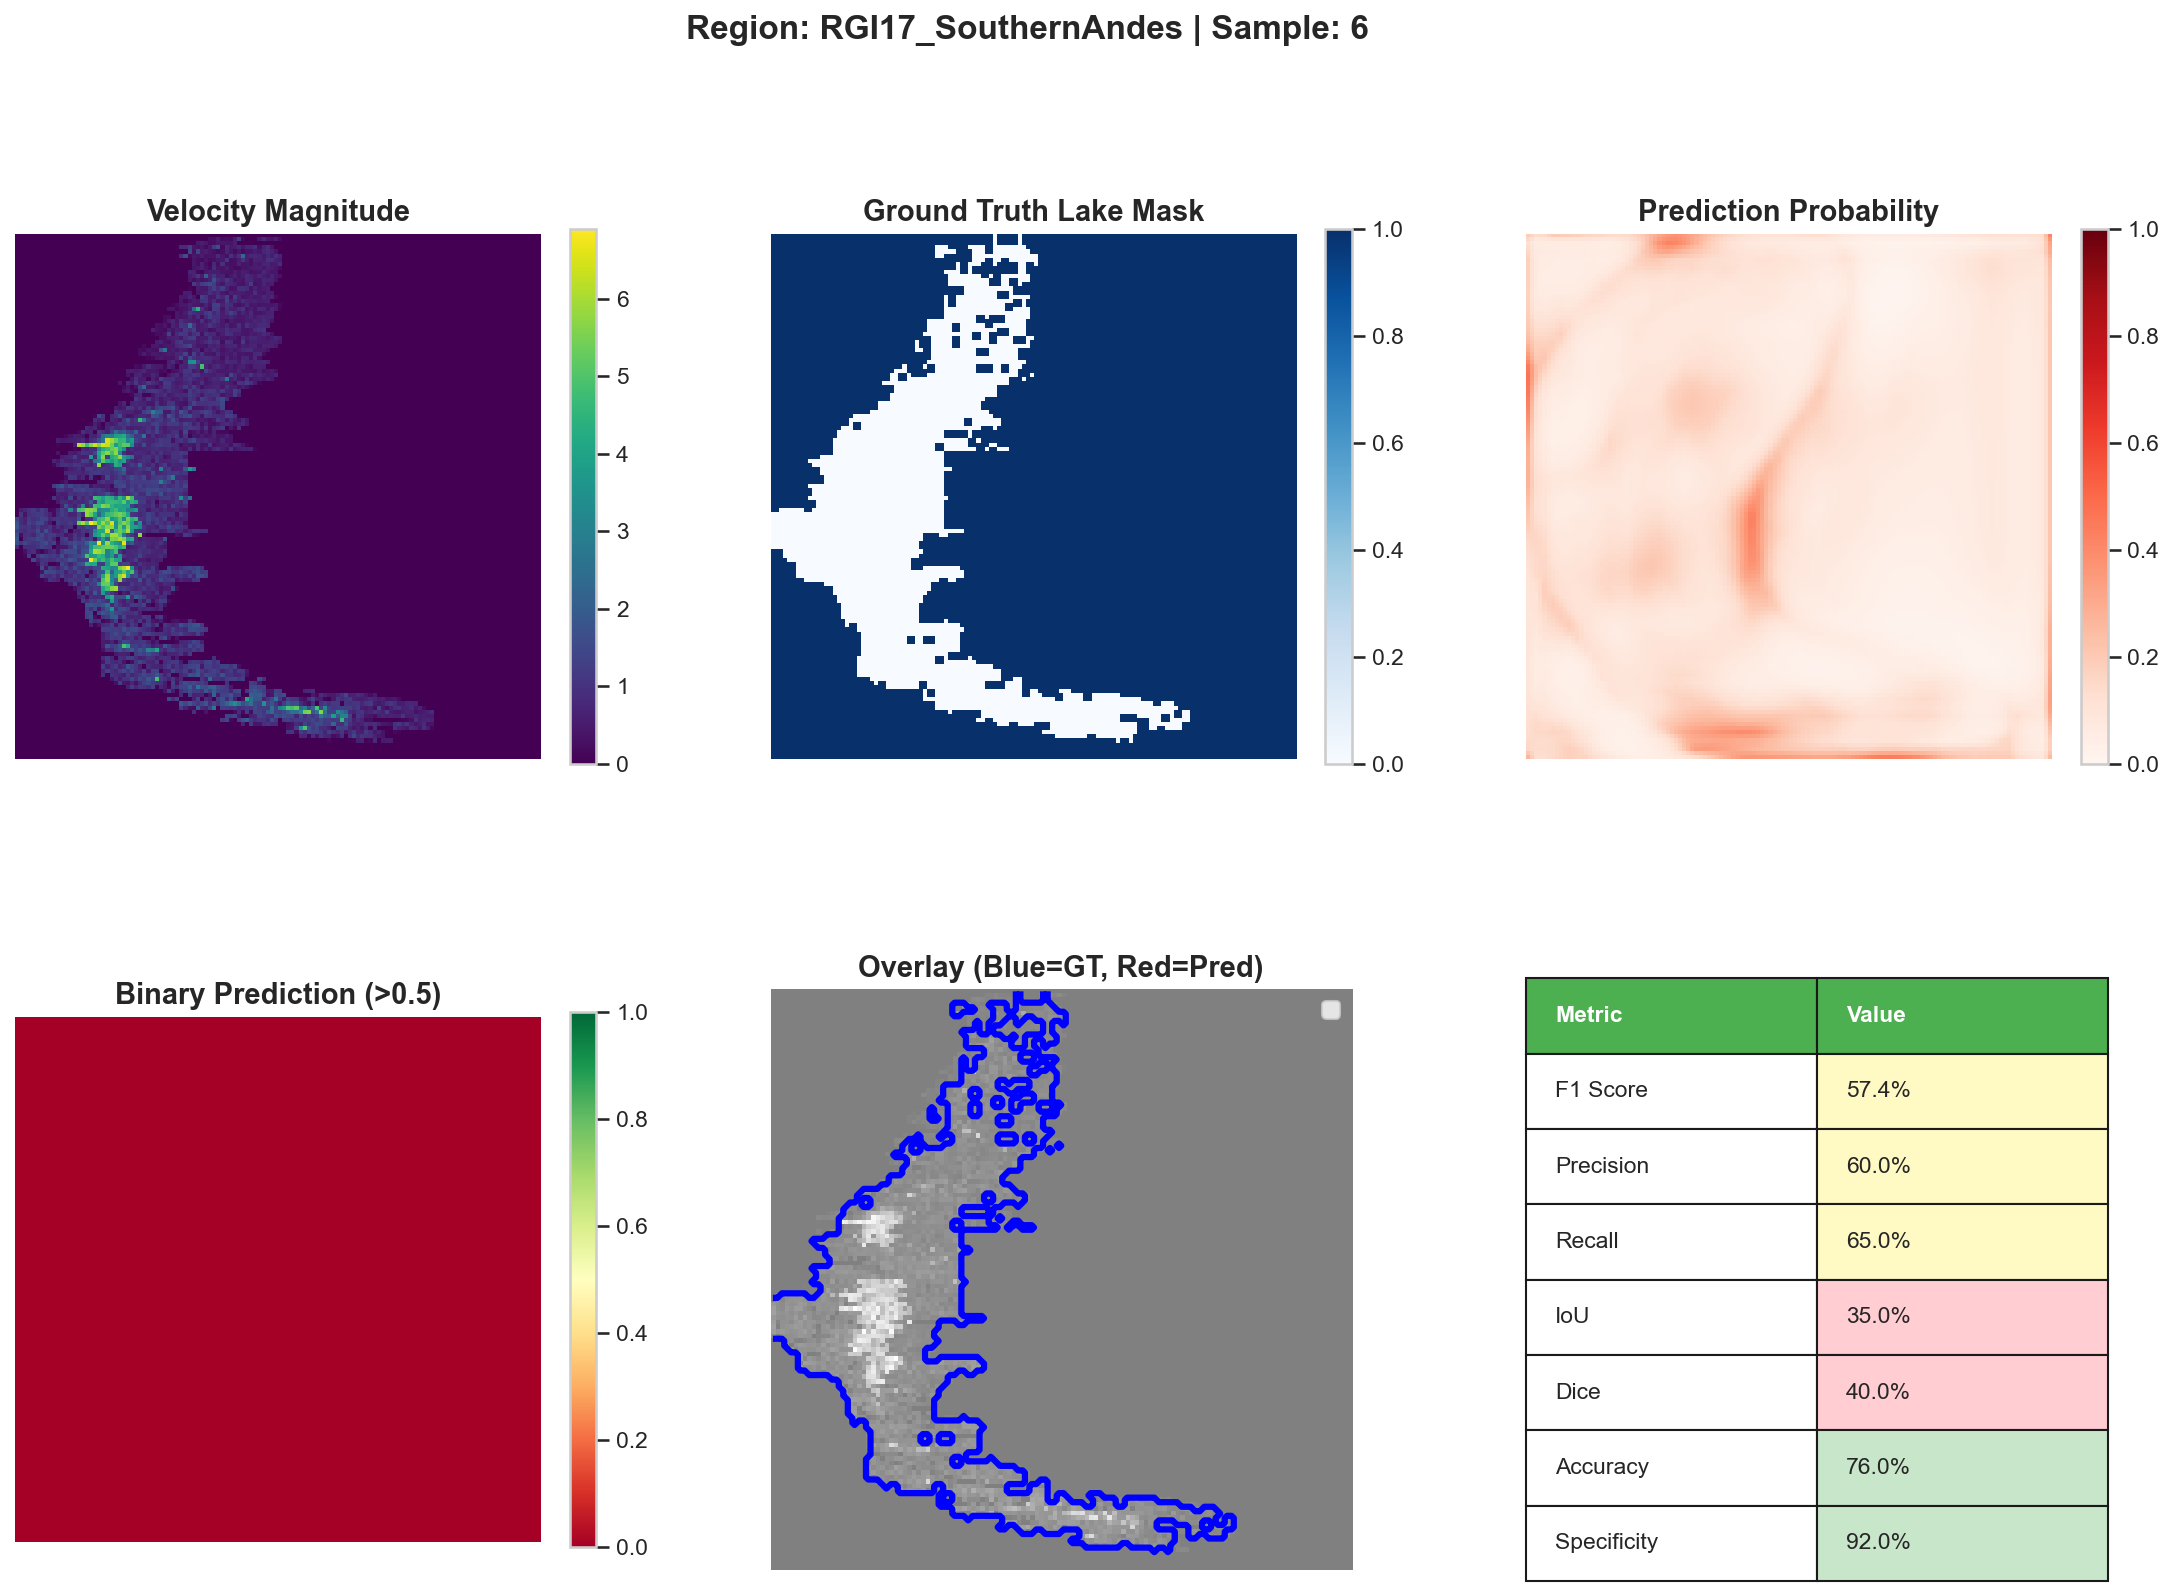 Region: RGI17_SouthernAndes | Sample: 6
Velocity Magnitude
6
5
4
3
2
1
0
Ground Truth Lake Mask
1.0
0.8
0.6
0.4
0.2
0.0
Prediction Probability
1.0
0.8
0.6
0.4
0.2
0.0
Binary Prediction (>0.5)
1.0
0.8
0.6
0.4
0.2
0.0
Overlay (Blue=GT, Red=Pred)
Metric Value
F1 Score 57.4%
Precision 60.0%
Recall 65.0%
IoU 35.0%
Dice 40.0%
Accuracy 76.0%
Specificity 92.0%